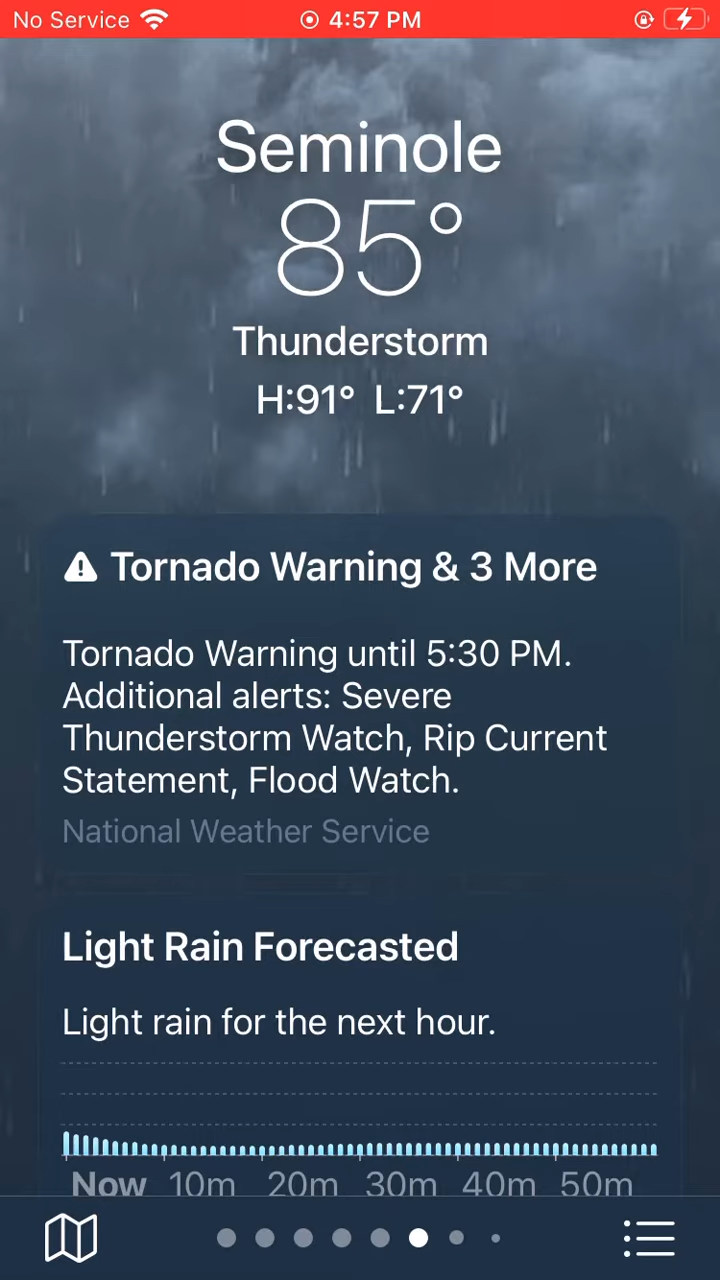 No Service 4:57 PM
Seminole
85°
Thunderstorm
H:91° L:71°
Tornado Warning & 3 More
Tornado Warning until 5:30 PM.
Additional alerts: Severe
Thunderstorm Watch, Rip Current
Statement, Flood Watch.
National Weather Service
Light Rain Forecasted
Light rain for the next hour.
Now 10m 20m 30m 40m 50m